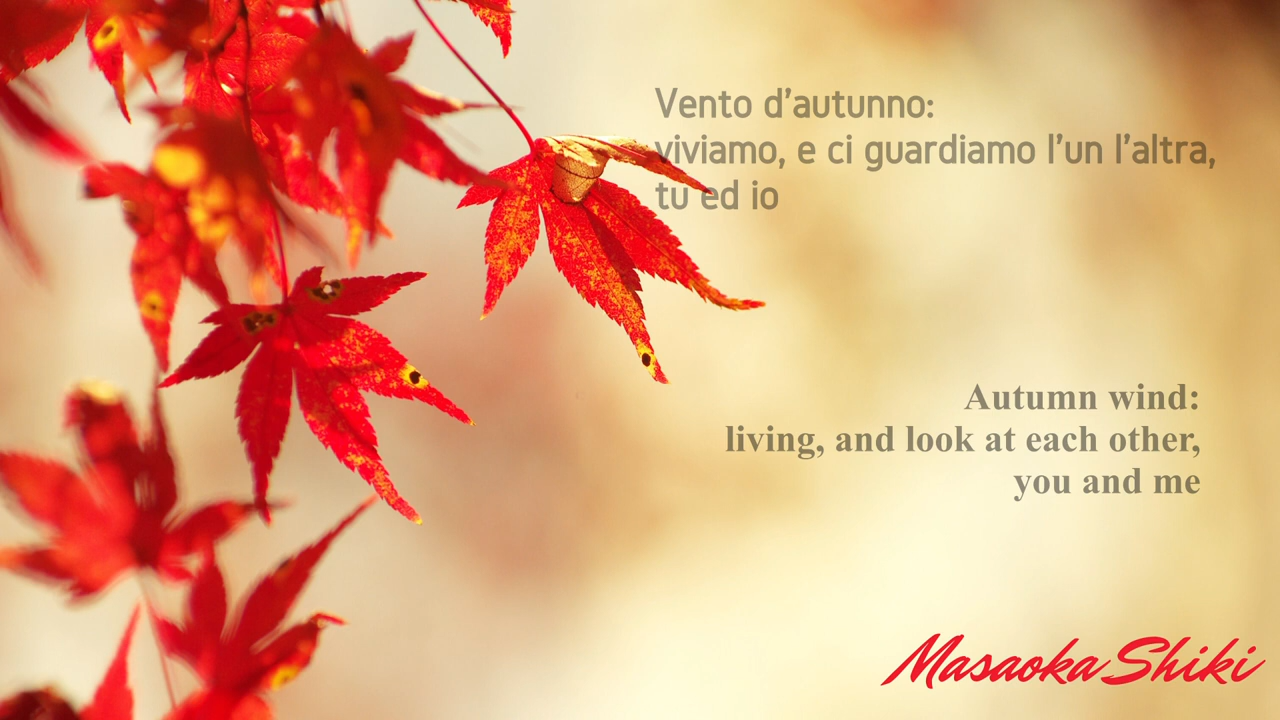 Vento d’autunno:
viviamo, e ci guardiamo l’un l’altra,
tu ed io
Autumn wind:
living, and look at each other,
you and me
Masaoka Shiki